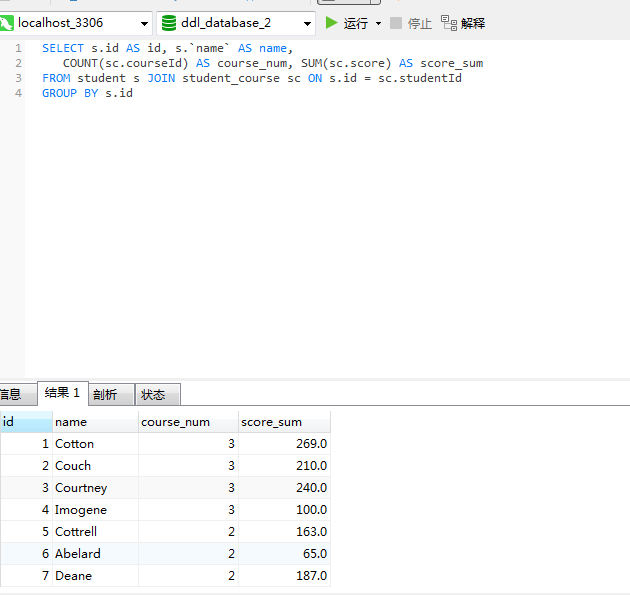 localhost_3306 ddl_database_2 运行 停止 解释
1 SELECT s.id AS id, s.`name` AS name,
2 COUNT(sc.courseId) AS course_num, SUM(sc.score) AS score_sum
3 FROM student s JOIN student_course sc ON s.id = sc.studentId
4 GROUP BY s.id
信息 结果 1 剖析 状态
id name course_num score_sum
1 Cotton 3 269.0
2 Couch 3 210.0
3 Courtney 3 240.0
4 Imogene 3 100.0
5 Cottrell 2 163.0
6 Abelard 2 65.0
7 Deane 2 187.0